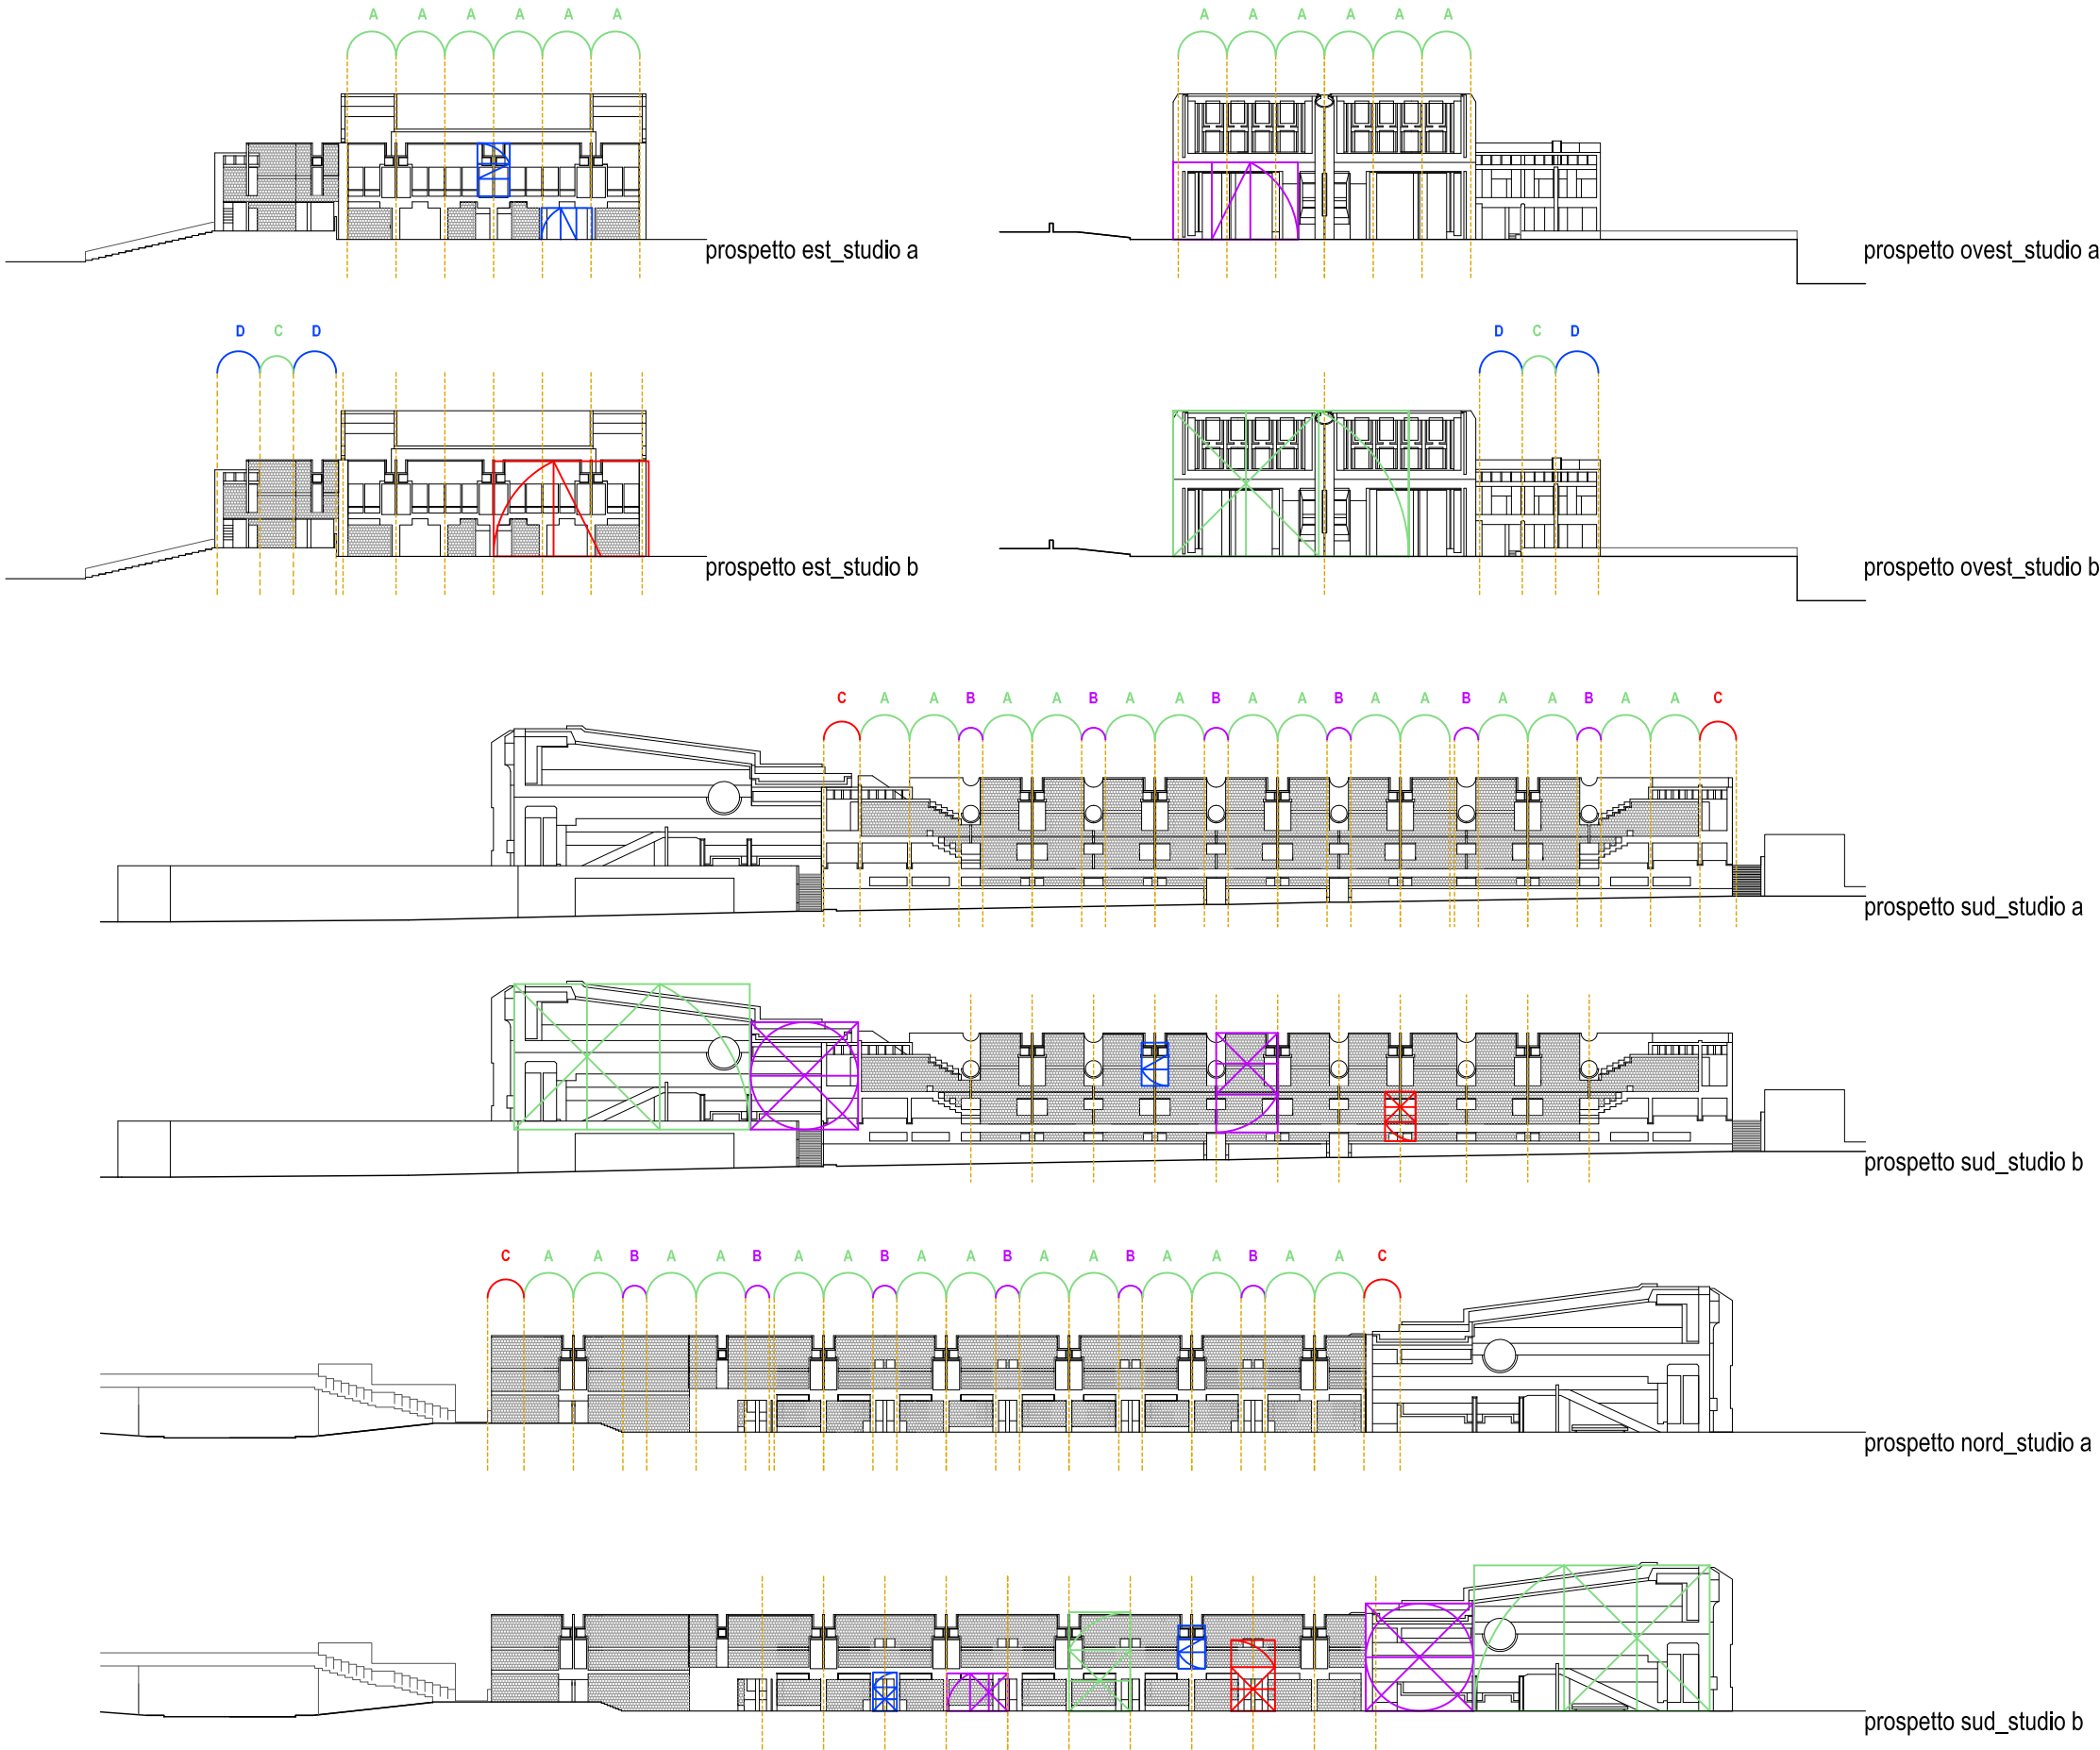 A A A A A A
A A A A A A
prospetto est_studio a
prospetto ovest_studio a
D C D
D C D
prospetto est_studio b
prospetto ovest_studio b
C A A B A A B A A B A A B A A B A A B A A C
prospetto sud_studio a
prospetto sud_studio b
C A A B A A B A A B A A B A A B A A B A A C
prospetto nord_studio a
prospetto sud_studio b